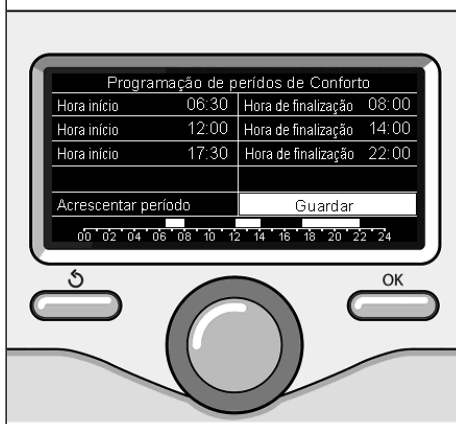 Programação de perídos de Conforto
Hora início 06:30 Hora de finalização 08:00
Hora início 12:00 Hora de finalização 14:00
Hora início 17:30 Hora de finalização 22:00
Acrescentar período Guardar
00 02 04 06 08 10 12 14 16 18 20 22 24
OK